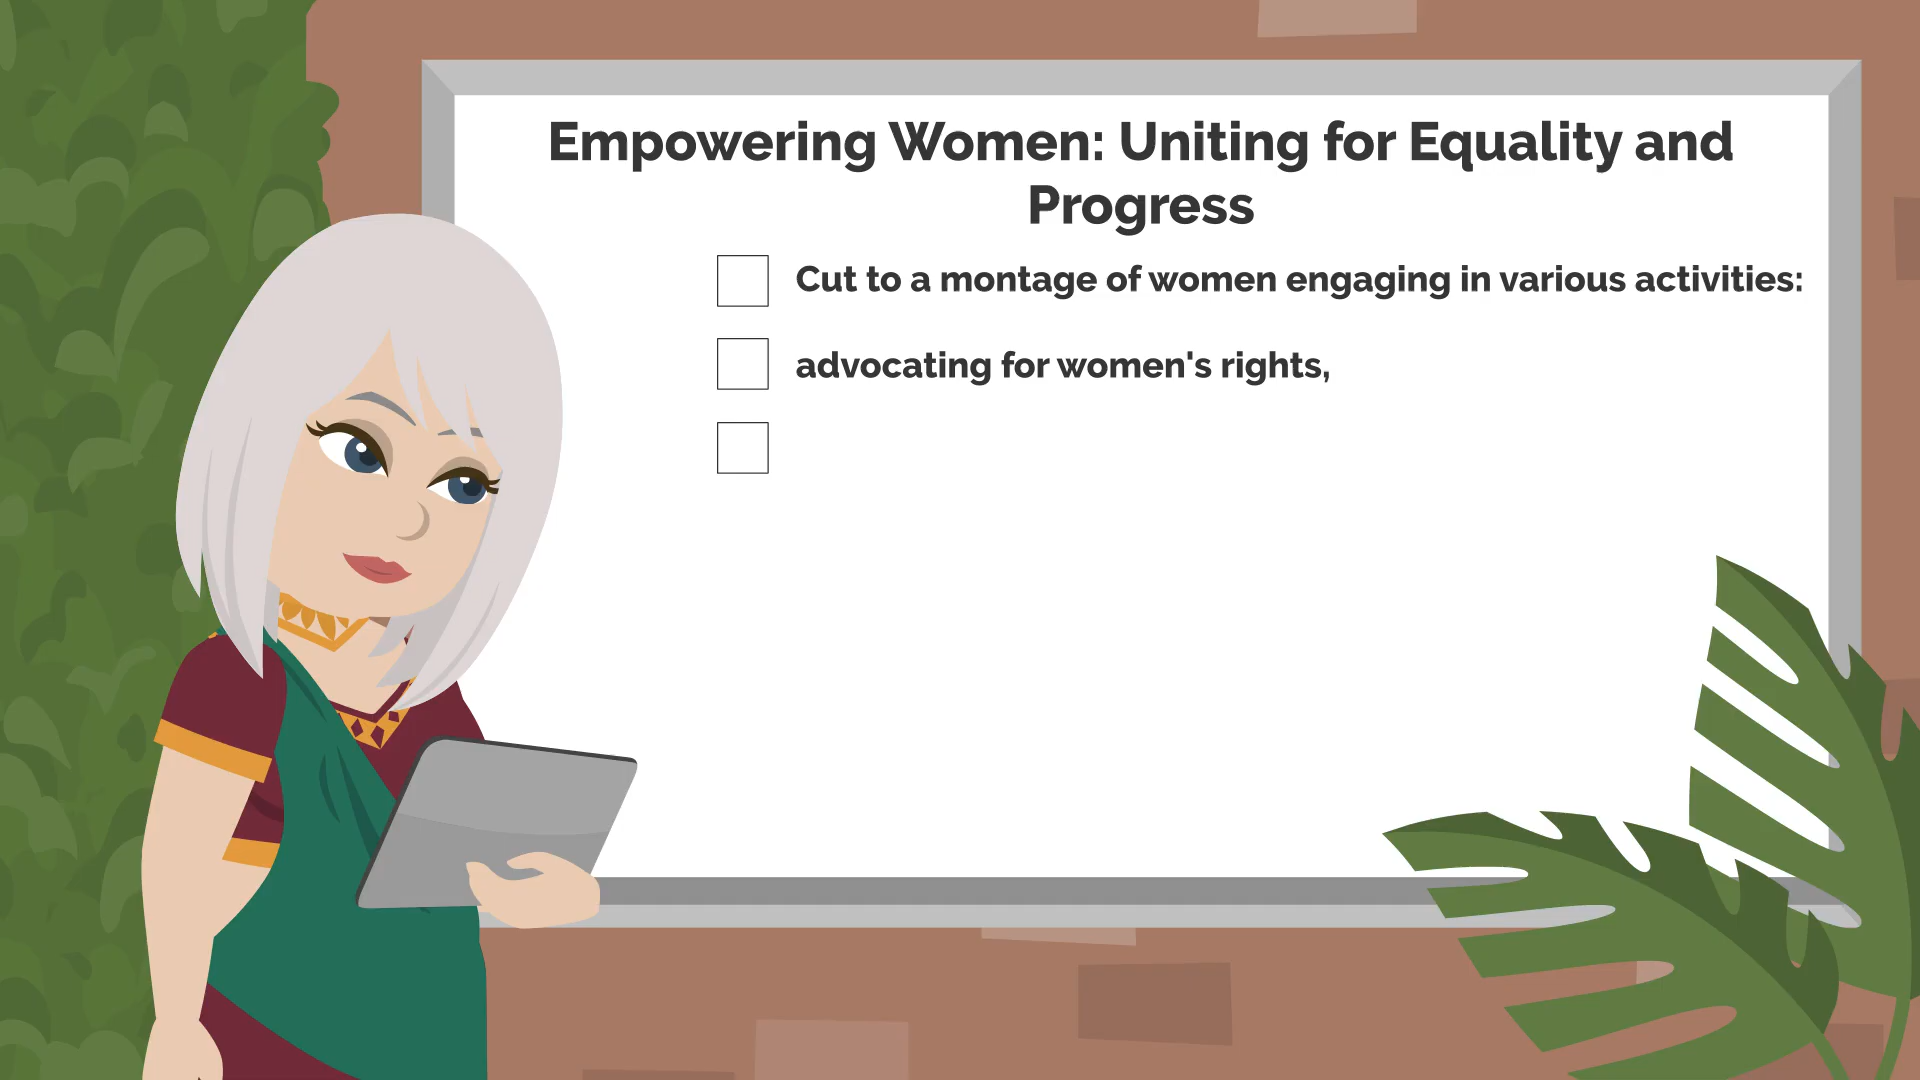 Empowering Women: Uniting for Equality and
Progress
Cut to a montage of women engaging in various activities:
advocating for women's rights,